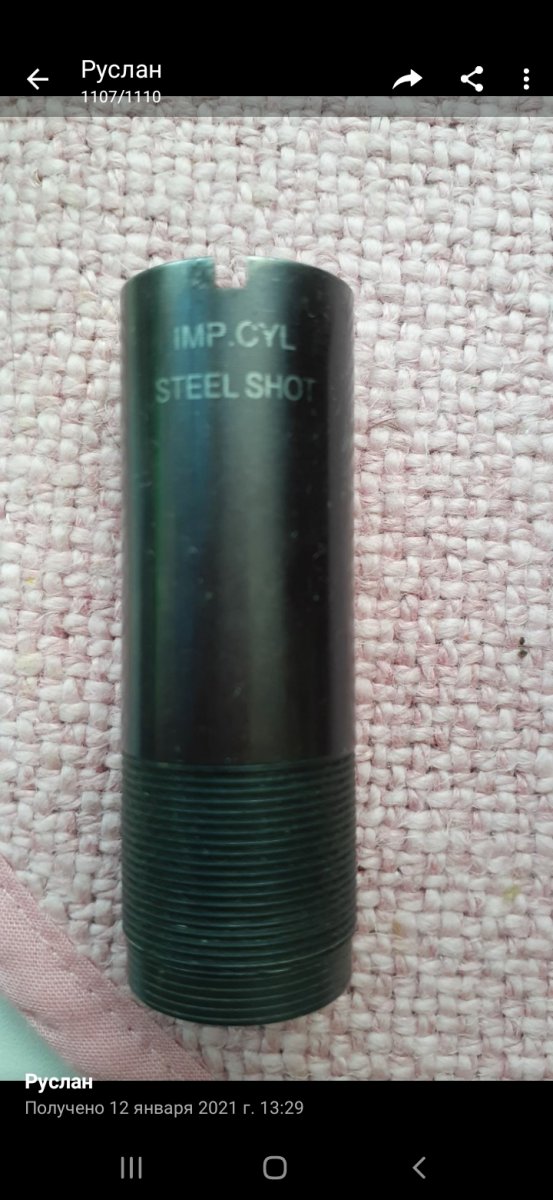 Руслан
1107/1110
IMP.CYL
STEEL SHOT
Руслан
Получено 12 января 2021 г. 13:29